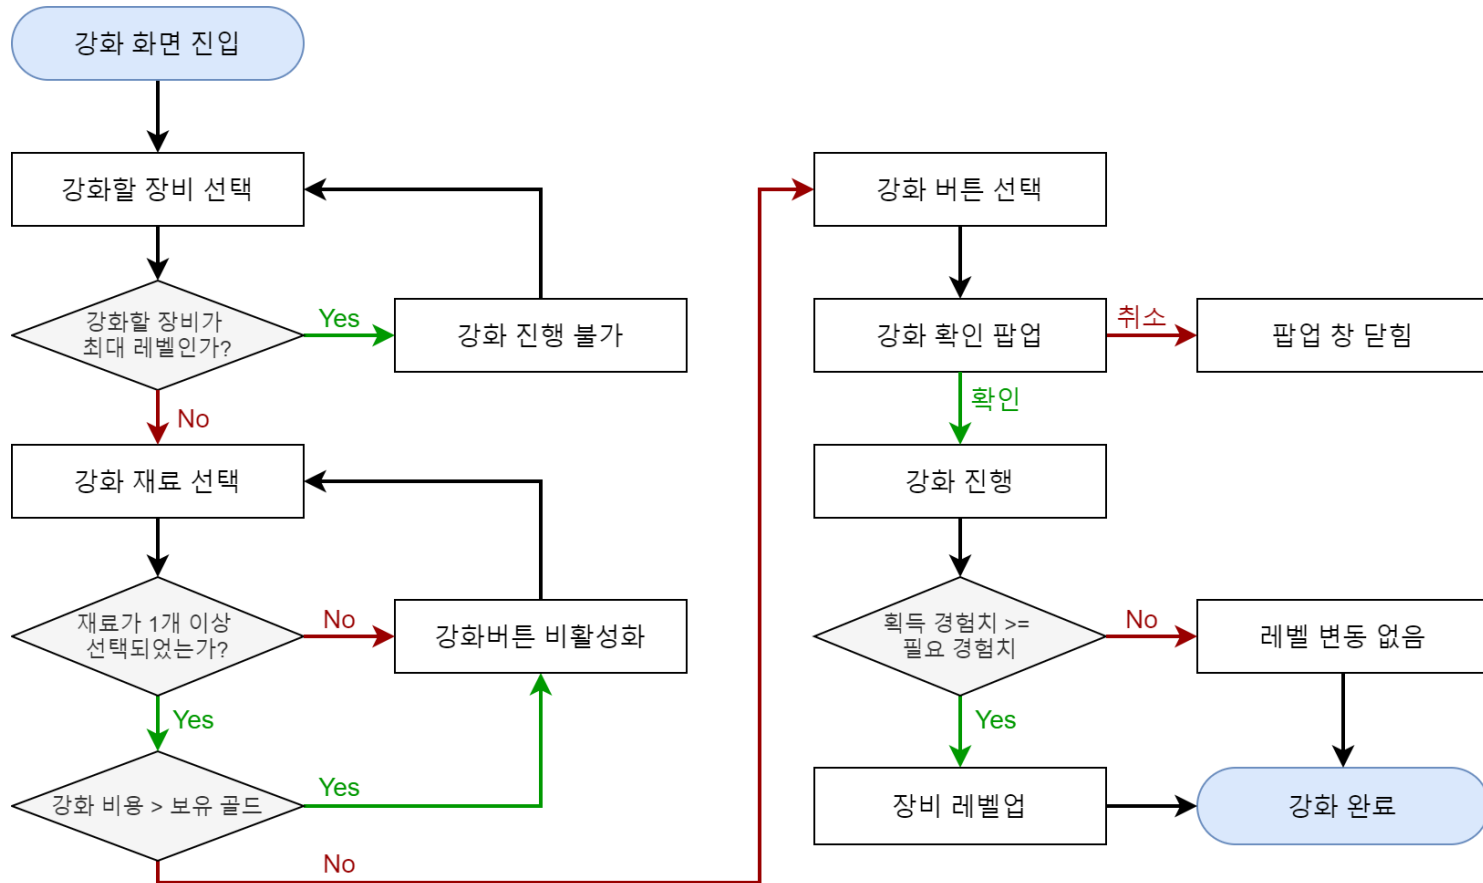 강화 화면 진입
강화할 장비 선택
강화할 장비가
최대 레벨인가?
Yes
강화 진행 불가
No
강화 재료 선택
재료가 1개 이상
선택되었는가?
No
강화버튼 비활성화
Yes
강화 비용 > 보유 골드
Yes
No
강화 버튼 선택
강화 확인 팝업
취소
팝업 창 닫힘
확인
강화 진행
획득 경험치 >=
필요 경험치
No
레벨 변동 없음
Yes
장비 레벨업
강화 완료